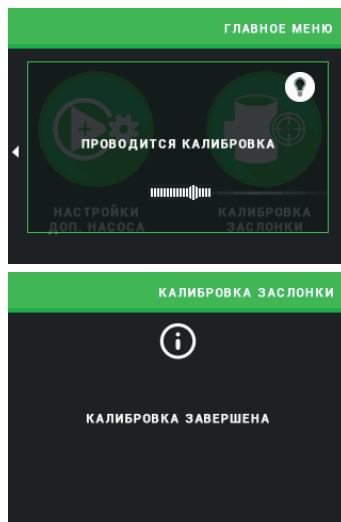 ГЛАВНОЕ МЕНЮ
ПРОВОДИТСЯ КАЛИБРОВКА
НАСТРОЙКИ
ДОП. НАСОСА
КАЛИБРОВКА
ЗАСЛОНКИ
КАЛИБРОВКА ЗАСЛОНКИ
КАЛИБРОВКА ЗАВЕРШЕНА